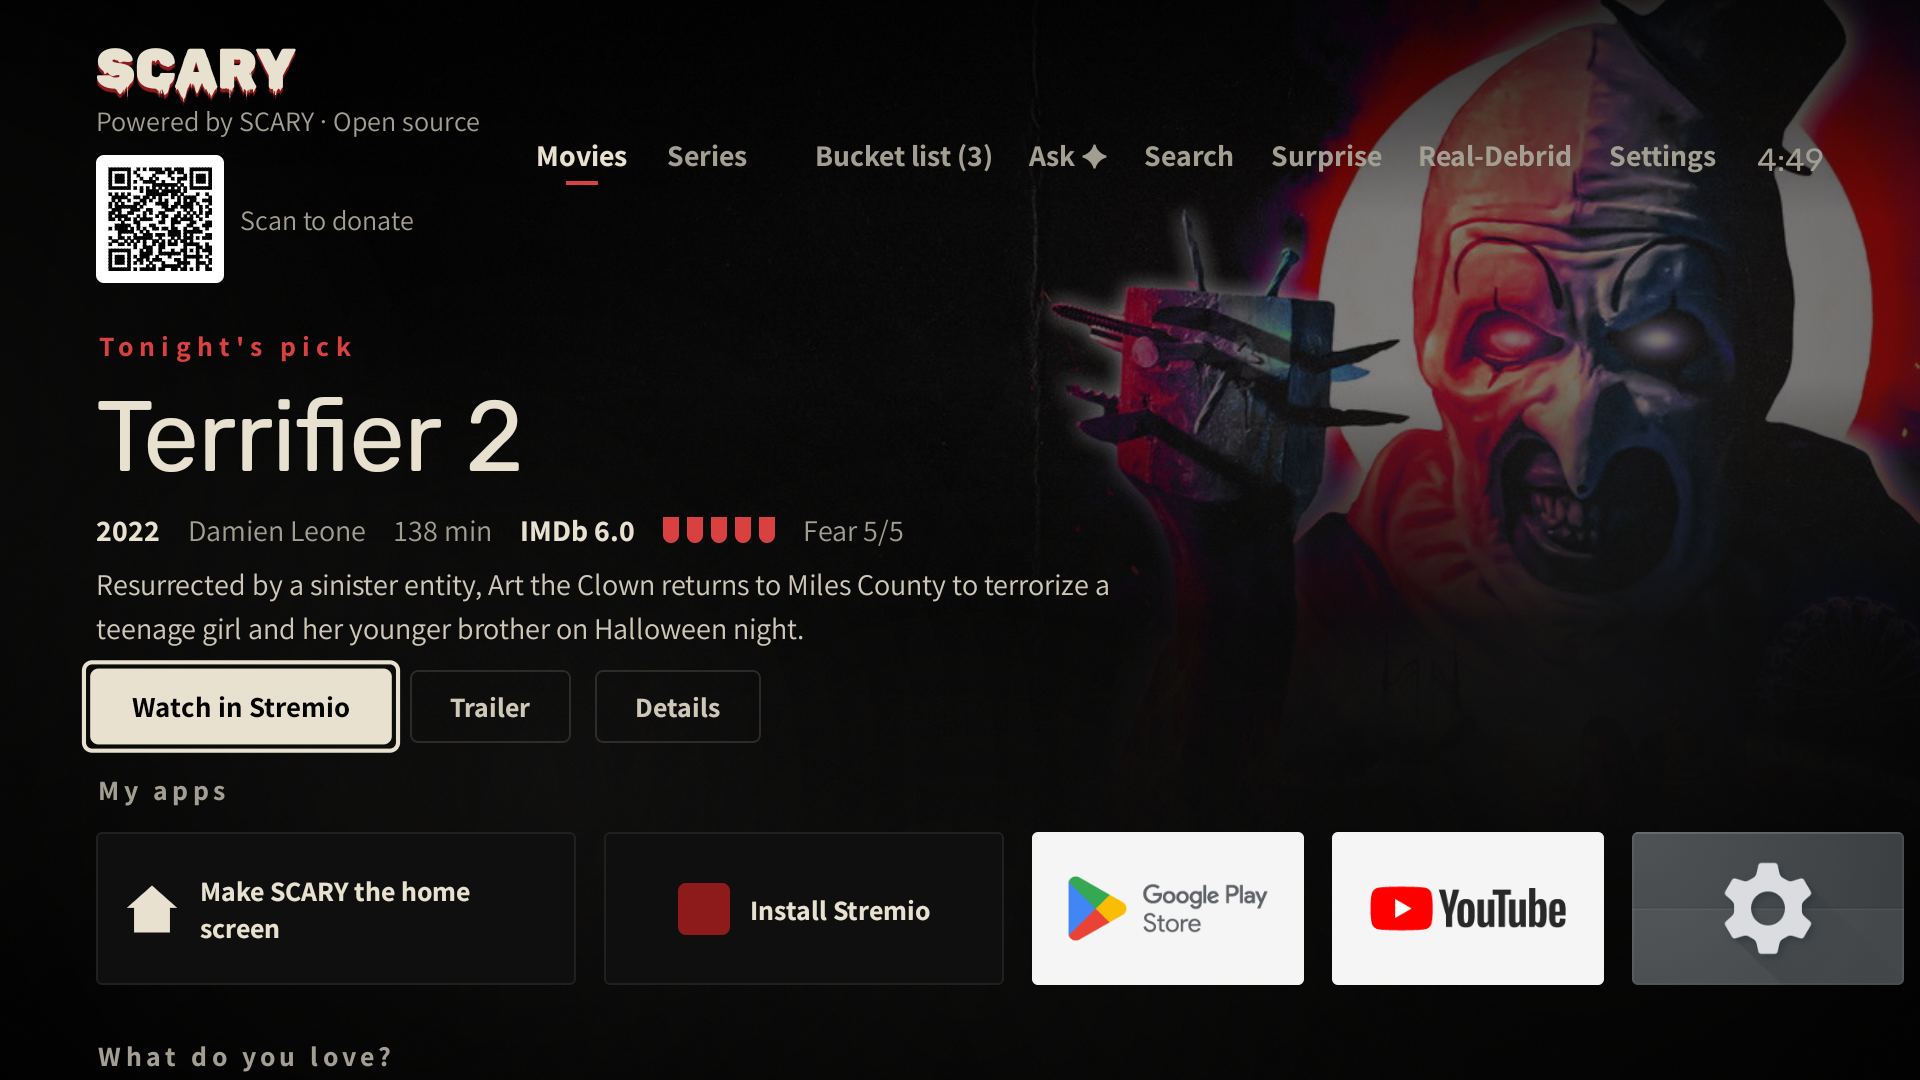 SCARY
Powered by SCARY · Open source
Movies Series Bucket list (3) Ask ✦ Search Surprise Real-Debrid Settings 4:49
Scan to donate
Tonight's pick
Terrifier 2
2022 Damien Leone 138 min IMDb 6.0 Fear 5/5
Resurrected by a sinister entity, Art the Clown returns to Miles County to terrorize a
teenage girl and her younger brother on Halloween night.
Watch in Stremio Trailer Details
My apps
Make SCARY the home
screen
Install Stremio
Google Play
Store
YouTube
What do you love?